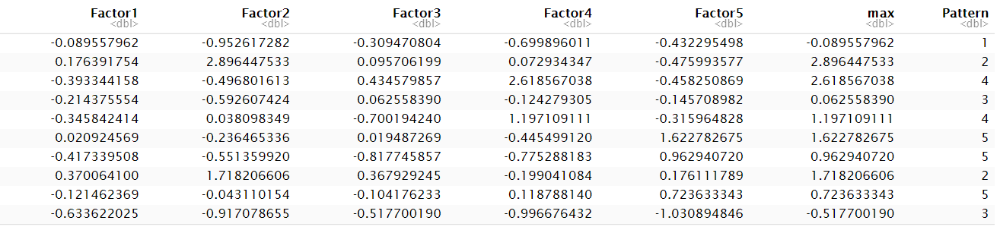 Factor1 Factor2 Factor3 Factor4 Factor5 max Pattern
<dbl> <dbl> <dbl> <dbl> <dbl> <dbl> <dbl>
-0.089557962 -0.952617282 -0.309470804 -0.699896011 -0.432295498 -0.089557962 1
0.176391754 2.896447533 0.095706199 0.072934347 -0.475993577 2.896447533 2
-0.393344158 -0.496801613 0.434579857 2.618567038 -0.458250869 2.618567038 4
-0.214375554 -0.592607424 0.062558390 -0.124279305 -0.145708982 0.062558390 3
-0.345842414 0.038098349 -0.700194240 1.197109111 -0.315964828 1.197109111 4
0.020924569 -0.236465336 0.019487269 -0.445499120 1.622782675 1.622782675 5
-0.417339508 -0.551359920 -0.817745857 -0.775288183 0.962940720 0.962940720 5
0.370064100 1.718206606 0.367929245 -0.199041084 0.176111789 1.718206606 2
-0.121462369 -0.043110154 -0.104176233 0.118788140 0.723633343 0.723633343 5
-0.633622025 -0.917078655 -0.517700190 -0.996676432 -1.030894846 -0.517700190 3